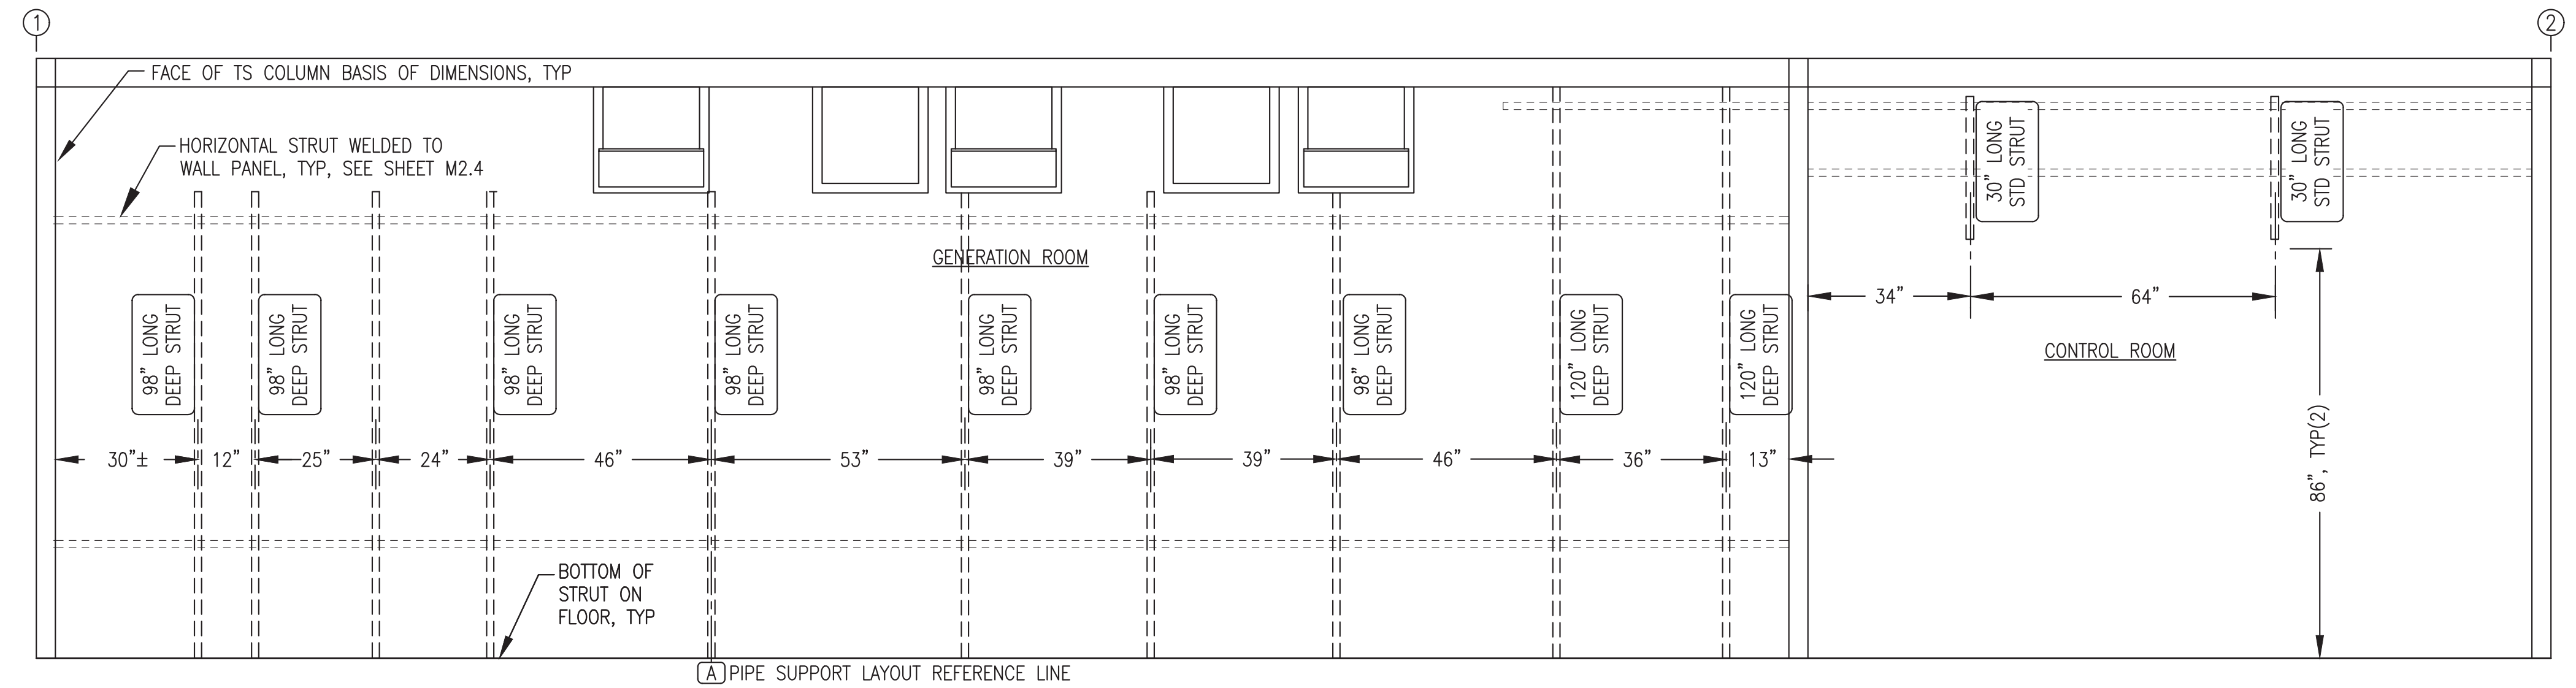 1
2
FACE OF TS COLUMN BASIS OF DIMENSIONS, TYP
HORIZONTAL STRUT WELDED TO
WALL PANEL, TYP, SEE SHEET M2.4
30" LONG
STD STRUT
30" LONG
STD STRUT
GENERATION ROOM
98" LONG
DEEP STRUT
98" LONG
DEEP STRUT
98" LONG
DEEP STRUT
98" LONG
DEEP STRUT
98" LONG
DEEP STRUT
98" LONG
DEEP STRUT
98" LONG
DEEP STRUT
120" LONG
DEEP STRUT
120" LONG
DEEP STRUT
34"
64"
CONTROL ROOM
30"±
12"
25"
24"
46"
53"
39"
39"
46"
36"
13"
86", TYP(2)
BOTTOM OF
STRUT ON
FLOOR, TYP
A PIPE SUPPORT LAYOUT REFERENCE LINE